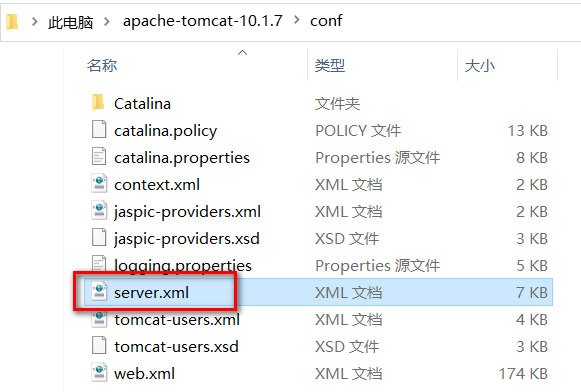 此电脑 apache-tomcat-10.1.7 conf
名称 类型 大小
Catalina 文件夹
catalina.policy POLICY 文件 13 KB
catalina.properties Properties 源文件 8 KB
context.xml XML 文档 2 KB
jaspic-providers.xml XML 文档 2 KB
jaspic-providers.xsd XSD 文件 3 KB
logging.properties Properties 源文件 5 KB
server.xml XML 文档 7 KB
tomcat-users.xml XML 文档 4 KB
tomcat-users.xsd XSD 文件 3 KB
web.xml XML 文档 174 KB